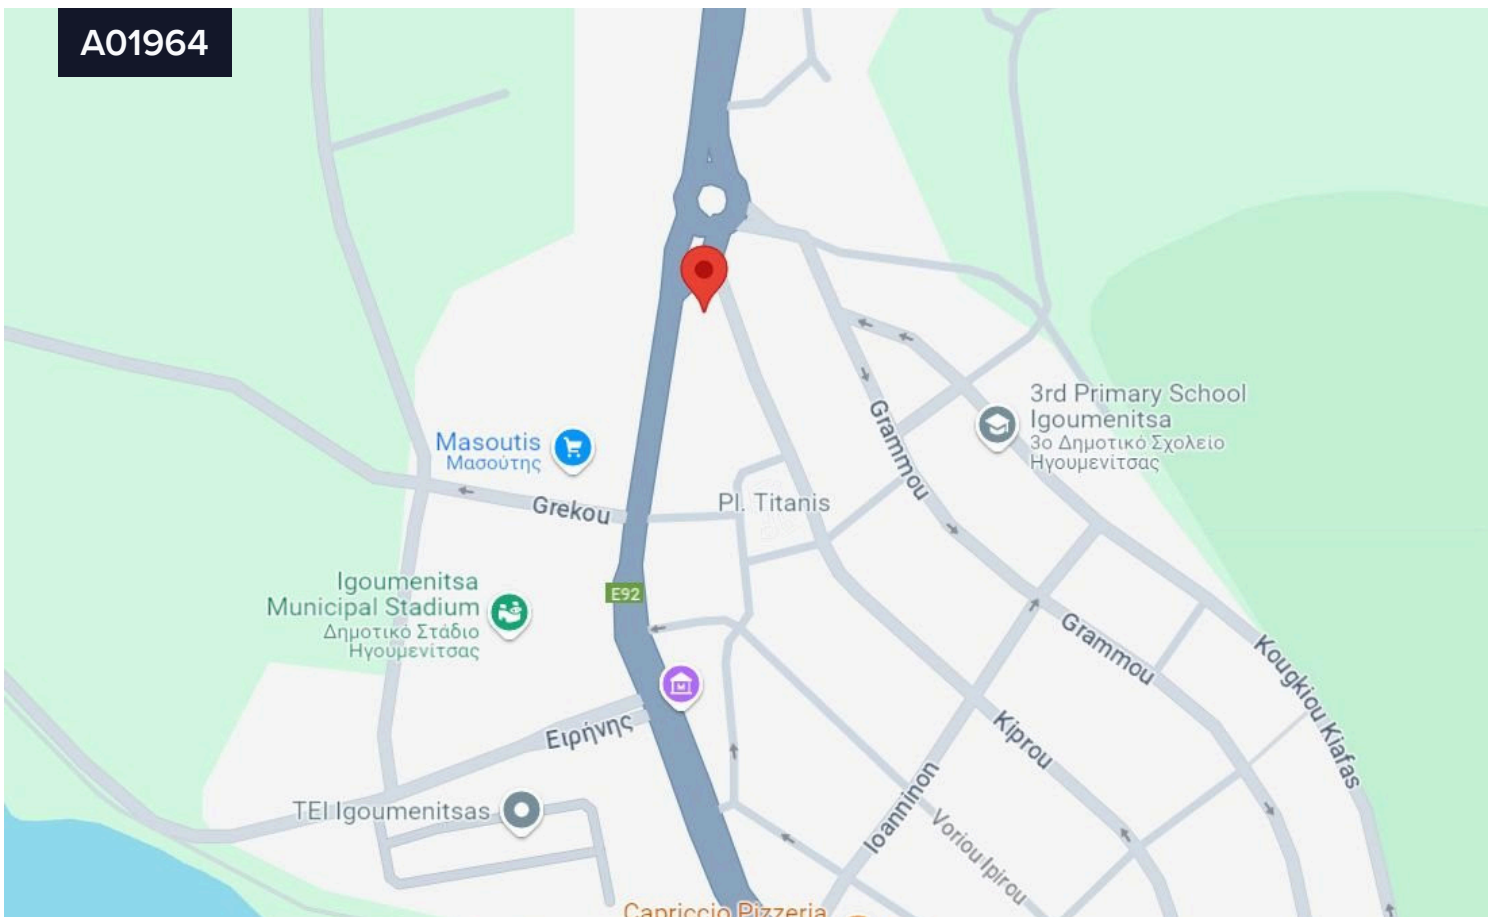 A01964
3rd Primary School
Igoumenitsa
3ο Δημοτικό Σχολείο
Ηγουμενίτσας
Grammou
Masoutis
Μασούτης
Grekou
Pl. Titanis
Igoumenitsa
Municipal Stadium
Δημοτικό Στάδιο
Ηγουμενίτσας
E92
Grammou
Kougkiou Kiafas
Ειρήνης
Kiprou
Ioanninon
TEI Igoumenitsas
Voriou Ipirou
Capriccio Pizzeria